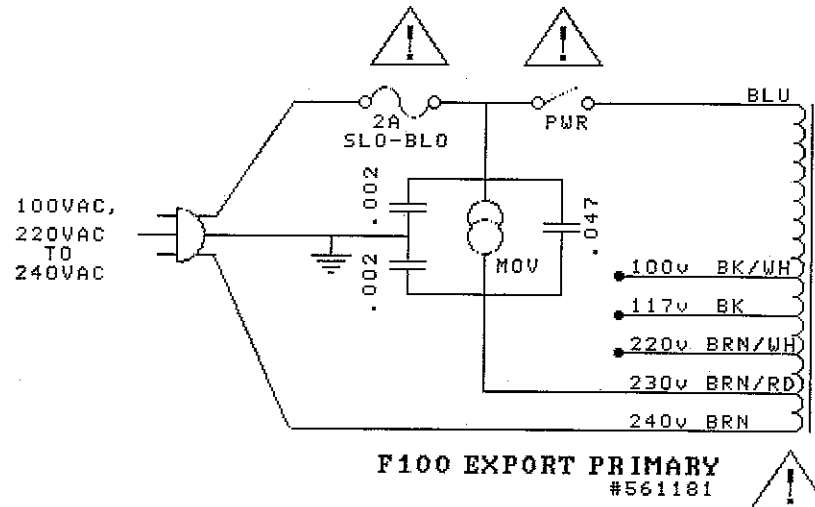 !
!
BLU
2A
SLO-BLO
PWR
.002
.047
100VAC,
220VAC
TO
240VAC
.002
MOV
100v BK/WH
117v BK
220v BRN/WH
230v BRN/RD
240v BRN
F100 EXPORT PRIMARY
#561181
!